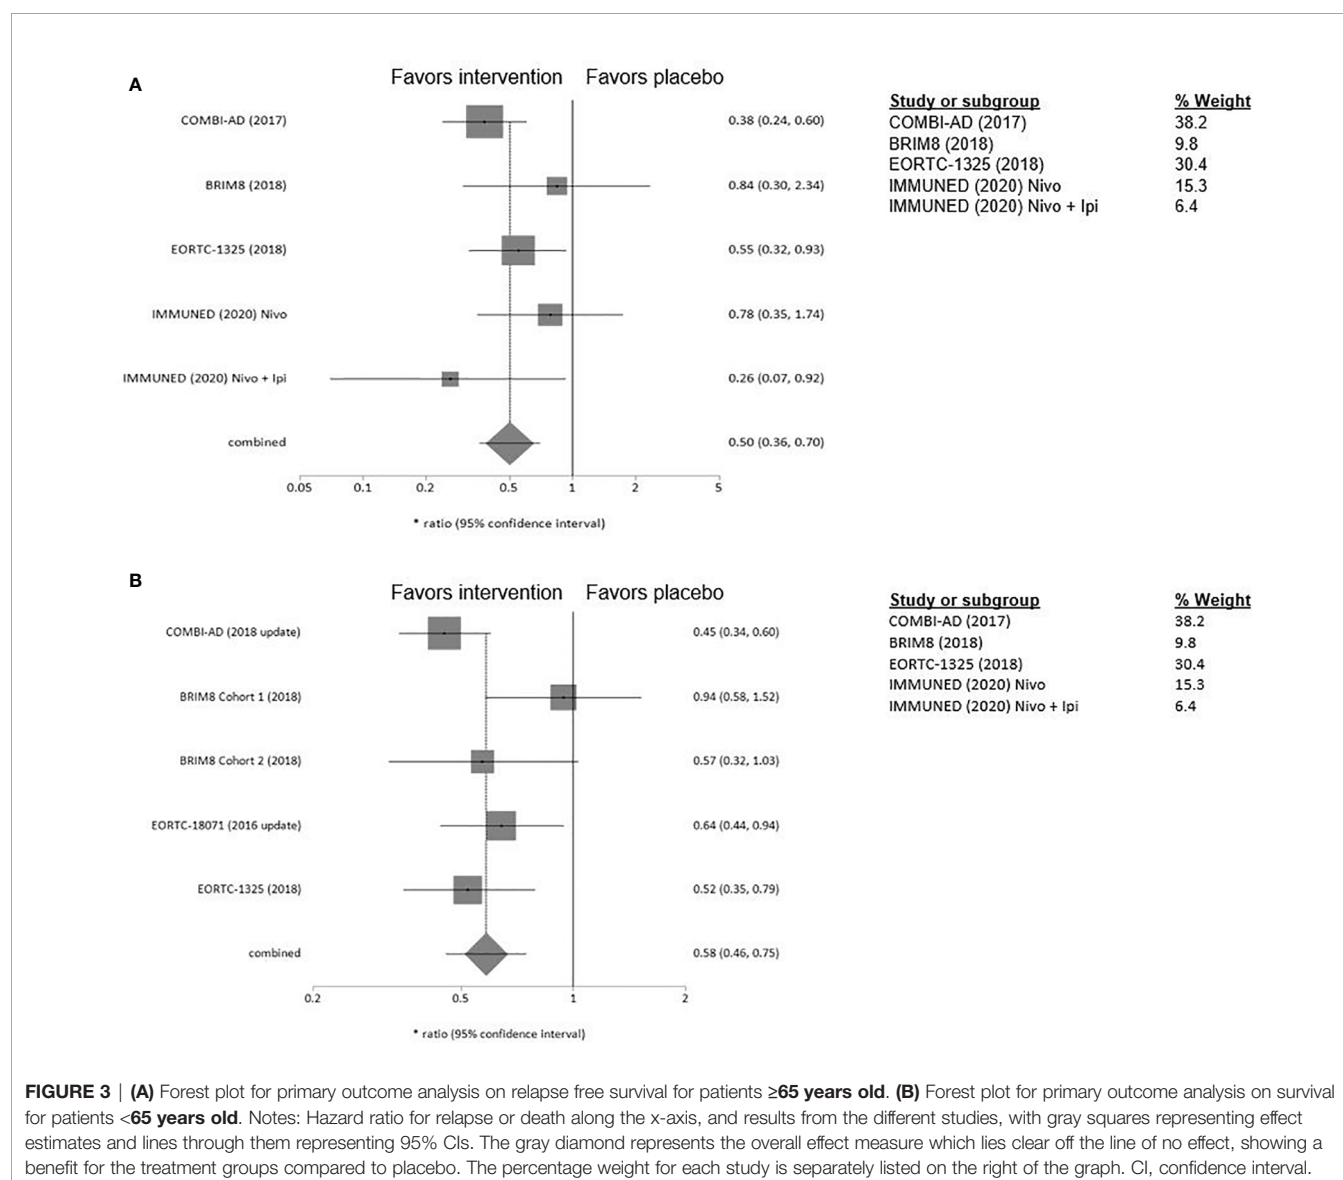 A
Favors intervention Favors placebo
COMBI-AD (2017) 0.38 (0.24, 0.60)
BRIM8 (2018) 0.84 (0.30, 2.34)
EORTC-1325 (2018) 0.55 (0.32, 0.93)
IMMUNED (2020) Nivo 0.78 (0.35, 1.74)
IMMUNED (2020) Nivo + Ipi 0.26 (0.07, 0.92)
combined 0.50 (0.36, 0.70)
0.05 0.1 0.2 0.5 1 2 5
* ratio (95% confidence interval)
Study or subgroup % Weight
COMBI-AD (2017) 38.2
BRIM8 (2018) 9.8
EORTC-1325 (2018) 30.4
IMMUNED (2020) Nivo 15.3
IMMUNED (2020) Nivo + Ipi 6.4
B
Favors intervention Favors placebo
COMBI-AD (2018 update) 0.45 (0.34, 0.60)
BRIM8 Cohort 1 (2018) 0.94 (0.58, 1.52)
BRIM8 Cohort 2 (2018) 0.57 (0.32, 1.03)
EORTC-18071 (2016 update) 0.64 (0.44, 0.94)
EORTC-1325 (2018) 0.52 (0.35, 0.79)
combined 0.58 (0.46, 0.75)
0.2 0.5 1 2
* ratio (95% confidence interval)
Study or subgroup % Weight
COMBI-AD (2017) 38.2
BRIM8 (2018) 9.8
EORTC-1325 (2018) 30.4
IMMUNED (2020) Nivo 15.3
IMMUNED (2020) Nivo + Ipi 6.4
FIGURE 3 | (A) Forest plot for primary outcome analysis on relapse free survival for patients ≥65 years old. (B) Forest plot for primary outcome analysis on survival
for patients <65 years old. Notes: Hazard ratio for relapse or death along the x-axis, and results from the different studies, with gray squares representing effect
estimates and lines through them representing 95% CIs. The gray diamond represents the overall effect measure which lies clear off the line of no effect, showing a
benefit for the treatment groups compared to placebo. The percentage weight for each study is separately listed on the right of the graph. CI, confidence interval.